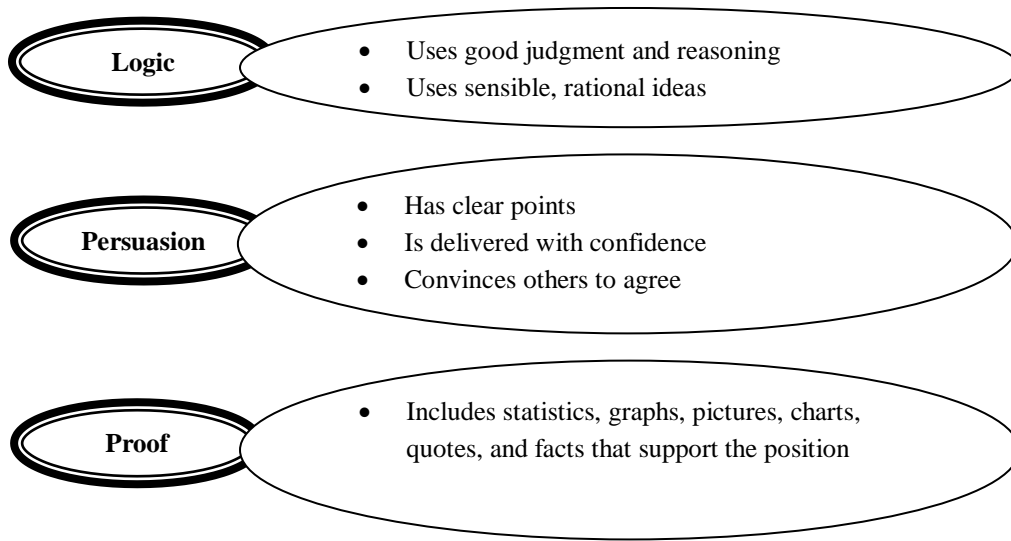 Logic
• Uses good judgment and reasoning
• Uses sensible, rational ideas
Persuasion
• Has clear points
• Is delivered with confidence
• Convinces others to agree
Proof
• Includes statistics, graphs, pictures, charts,
quotes, and facts that support the position